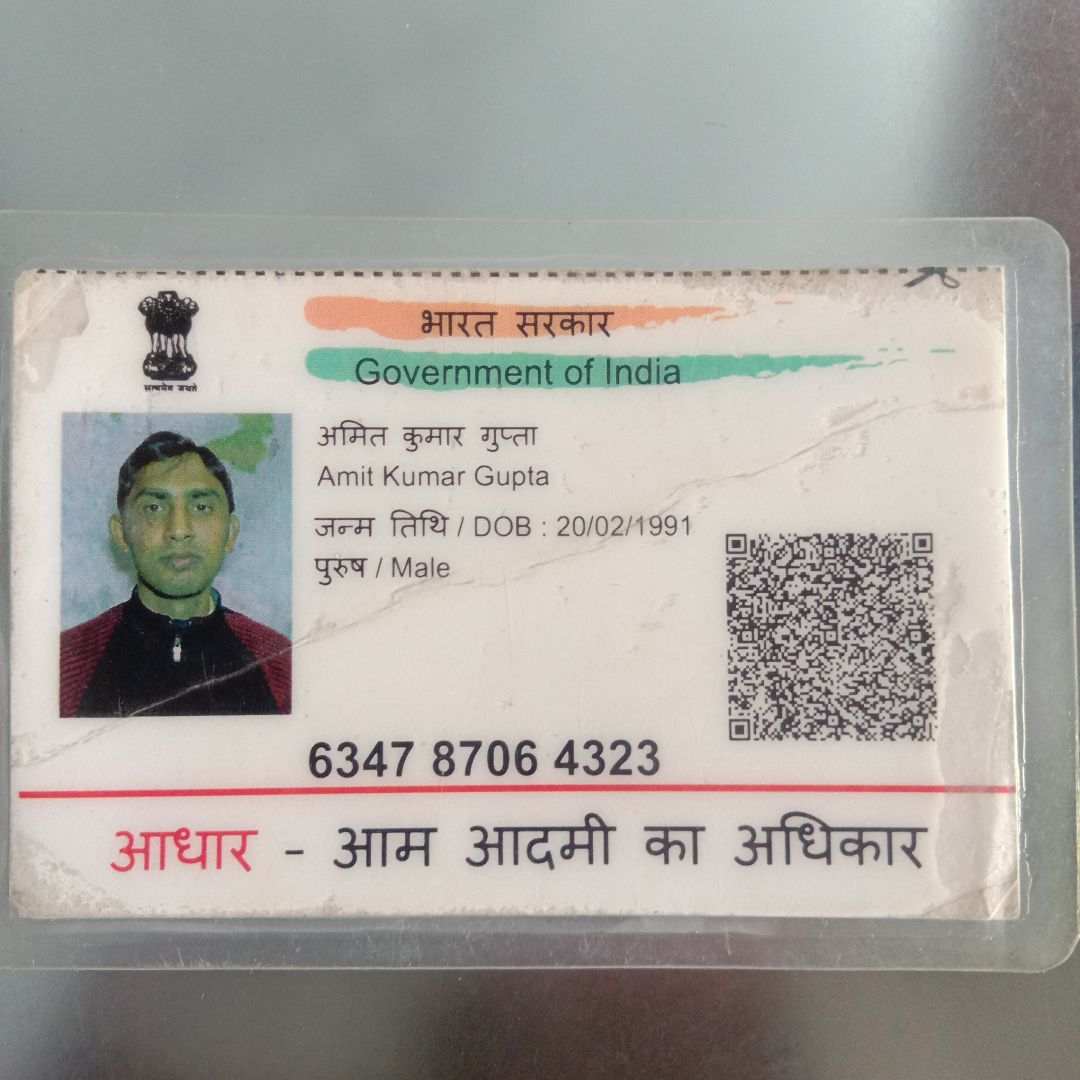 भारत सरकार
Government of India
सत्यमेव जयते
अमित कुमार गुप्ता
Amit Kumar Gupta
जन्म तिथि / DOB : 20/02/1991
पुरुष / Male
6347 8706 4323
आधार - आम आदमी का अधिकार